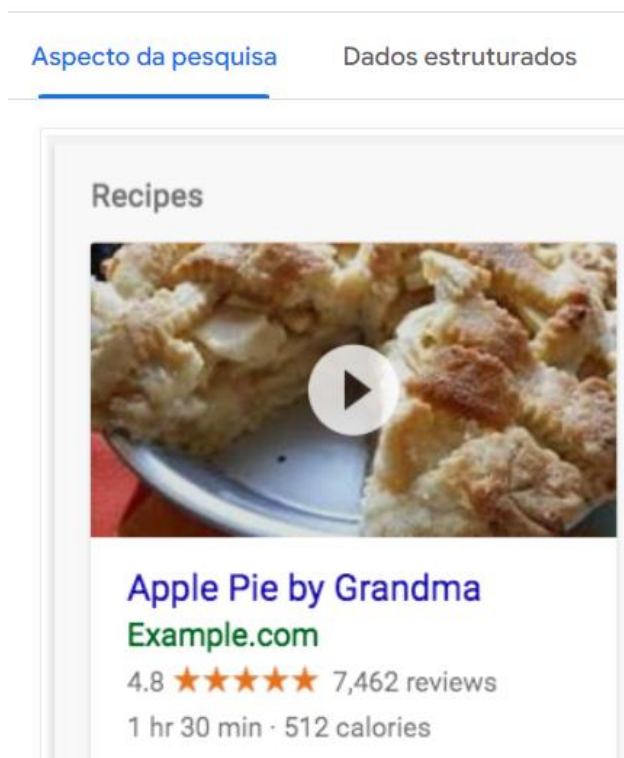 Aspecto da pesquisa Dados estruturados
Recipes
Apple Pie by Grandma
Example.com
4.8 ★★★★★ 7,462 reviews
1 hr 30 min · 512 calories